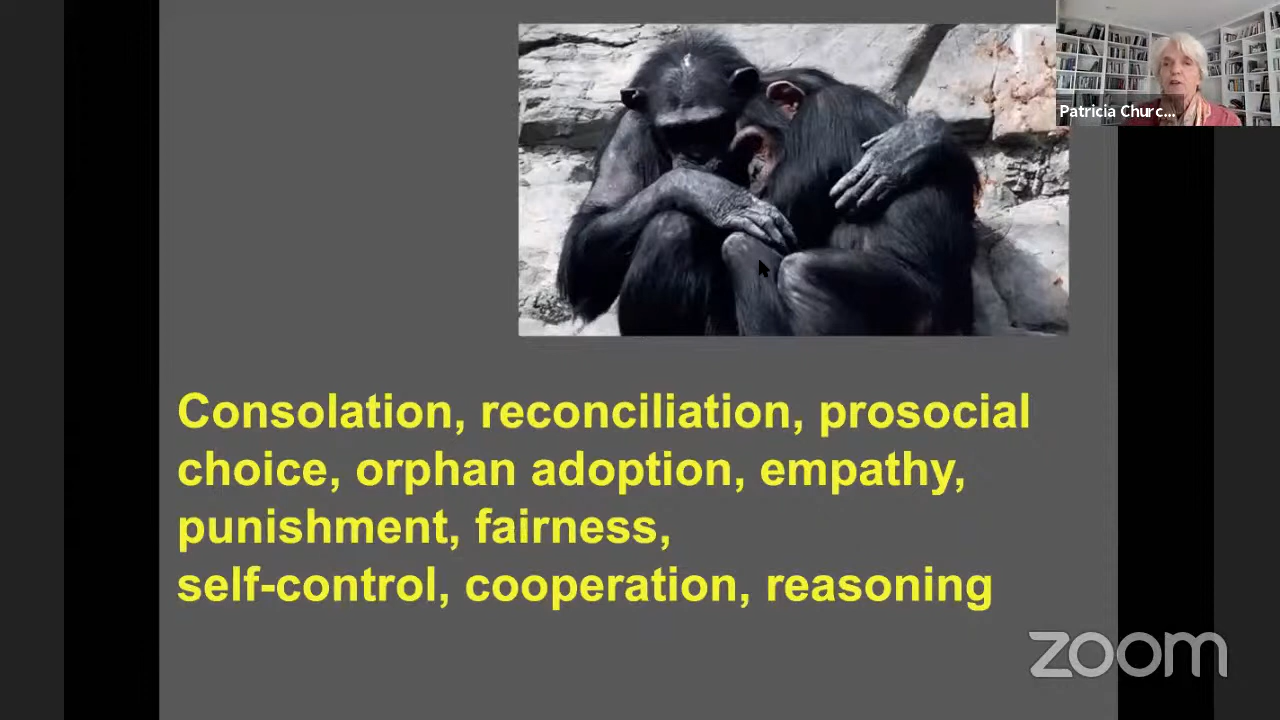 Patricia Churc...
Consolation, reconciliation, prosocial
choice, orphan adoption, empathy,
punishment, fairness,
self-control, cooperation, reasoning
zoom